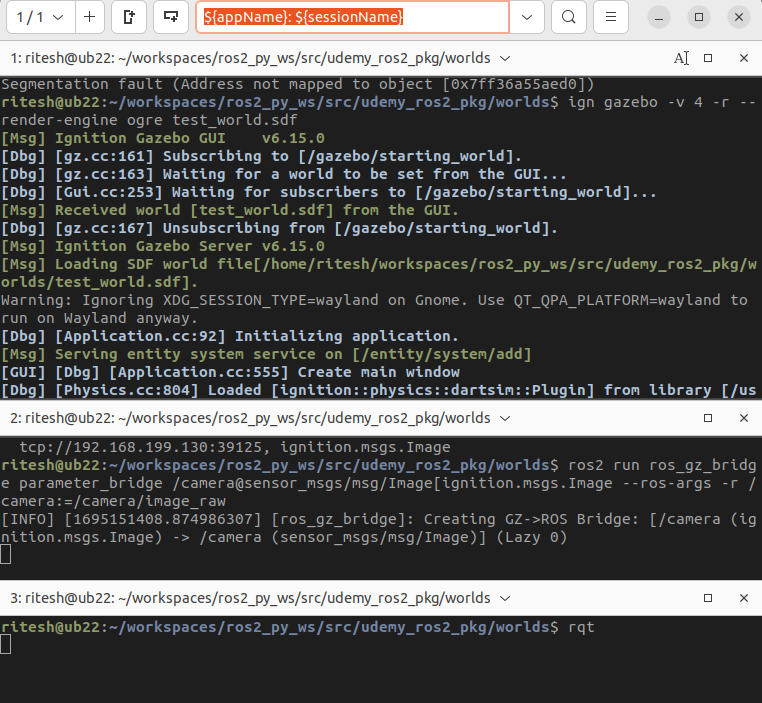 1 / 1
${appName}: ${sessionName}
1: ritesh@ub22: ~/workspaces/ros2_py_ws/src/udemy_ros2_pkg/worlds
Segmentation fault (Address not mapped to object [0x7ff36a55aed0])
ritesh@ub22:~/workspaces/ros2_py_ws/src/udemy_ros2_pkg/worlds$ ign gazebo -v 4 -r --
render-engine ogre test_world.sdf
[Msg] Ignition Gazebo GUI    v6.15.0
[Dbg] [gz.cc:161] Subscribing to [/gazebo/starting_world].
[Dbg] [gz.cc:163] Waiting for a world to be set from the GUI...
[Dbg] [Gui.cc:253] Waiting for subscribers to [/gazebo/starting_world]...
[Msg] Received world [test_world.sdf] from the GUI.
[Dbg] [gz.cc:167] Unsubscribing from [/gazebo/starting_world].
[Msg] Ignition Gazebo Server v6.15.0
[Msg] Loading SDF world file[/home/ritesh/workspaces/ros2_py_ws/src/udemy_ros2_pkg/w
orlds/test_world.sdf].
Warning: Ignoring XDG_SESSION_TYPE=wayland on Gnome. Use QT_QPA_PLATFORM=wayland to
run on Wayland anyway.
[Dbg] [Application.cc:92] Initializing application.
[Msg] Serving entity system service on [/entity/system/add]
[GUI] [Dbg] [Application.cc:555] Create main window
[Dbg] [Physics.cc:804] Loaded [ignition::physics::dartsim::Plugin] from library [/us
2: ritesh@ub22: ~/workspaces/ros2_py_ws/src/udemy_ros2_pkg/worlds
tcp://192.168.199.130:39125, ignition.msgs.Image
ritesh@ub22:~/workspaces/ros2_py_ws/src/udemy_ros2_pkg/worlds$ ros2 run ros_gz_bridg
e parameter_bridge /camera@sensor_msgs/msg/Image[ignition.msgs.Image --ros-args -r /
camera:=/camera/image_raw
[INFO] [1695151408.874986307] [ros_gz_bridge]: Creating GZ->ROS Bridge: [/camera (ig
nition.msgs.Image) -> /camera (sensor_msgs/msg/Image)] (Lazy 0)
3: ritesh@ub22: ~/workspaces/ros2_py_ws/src/udemy_ros2_pkg/worlds
ritesh@ub22:~/workspaces/ros2_py_ws/src/udemy_ros2_pkg/worlds$ rqt